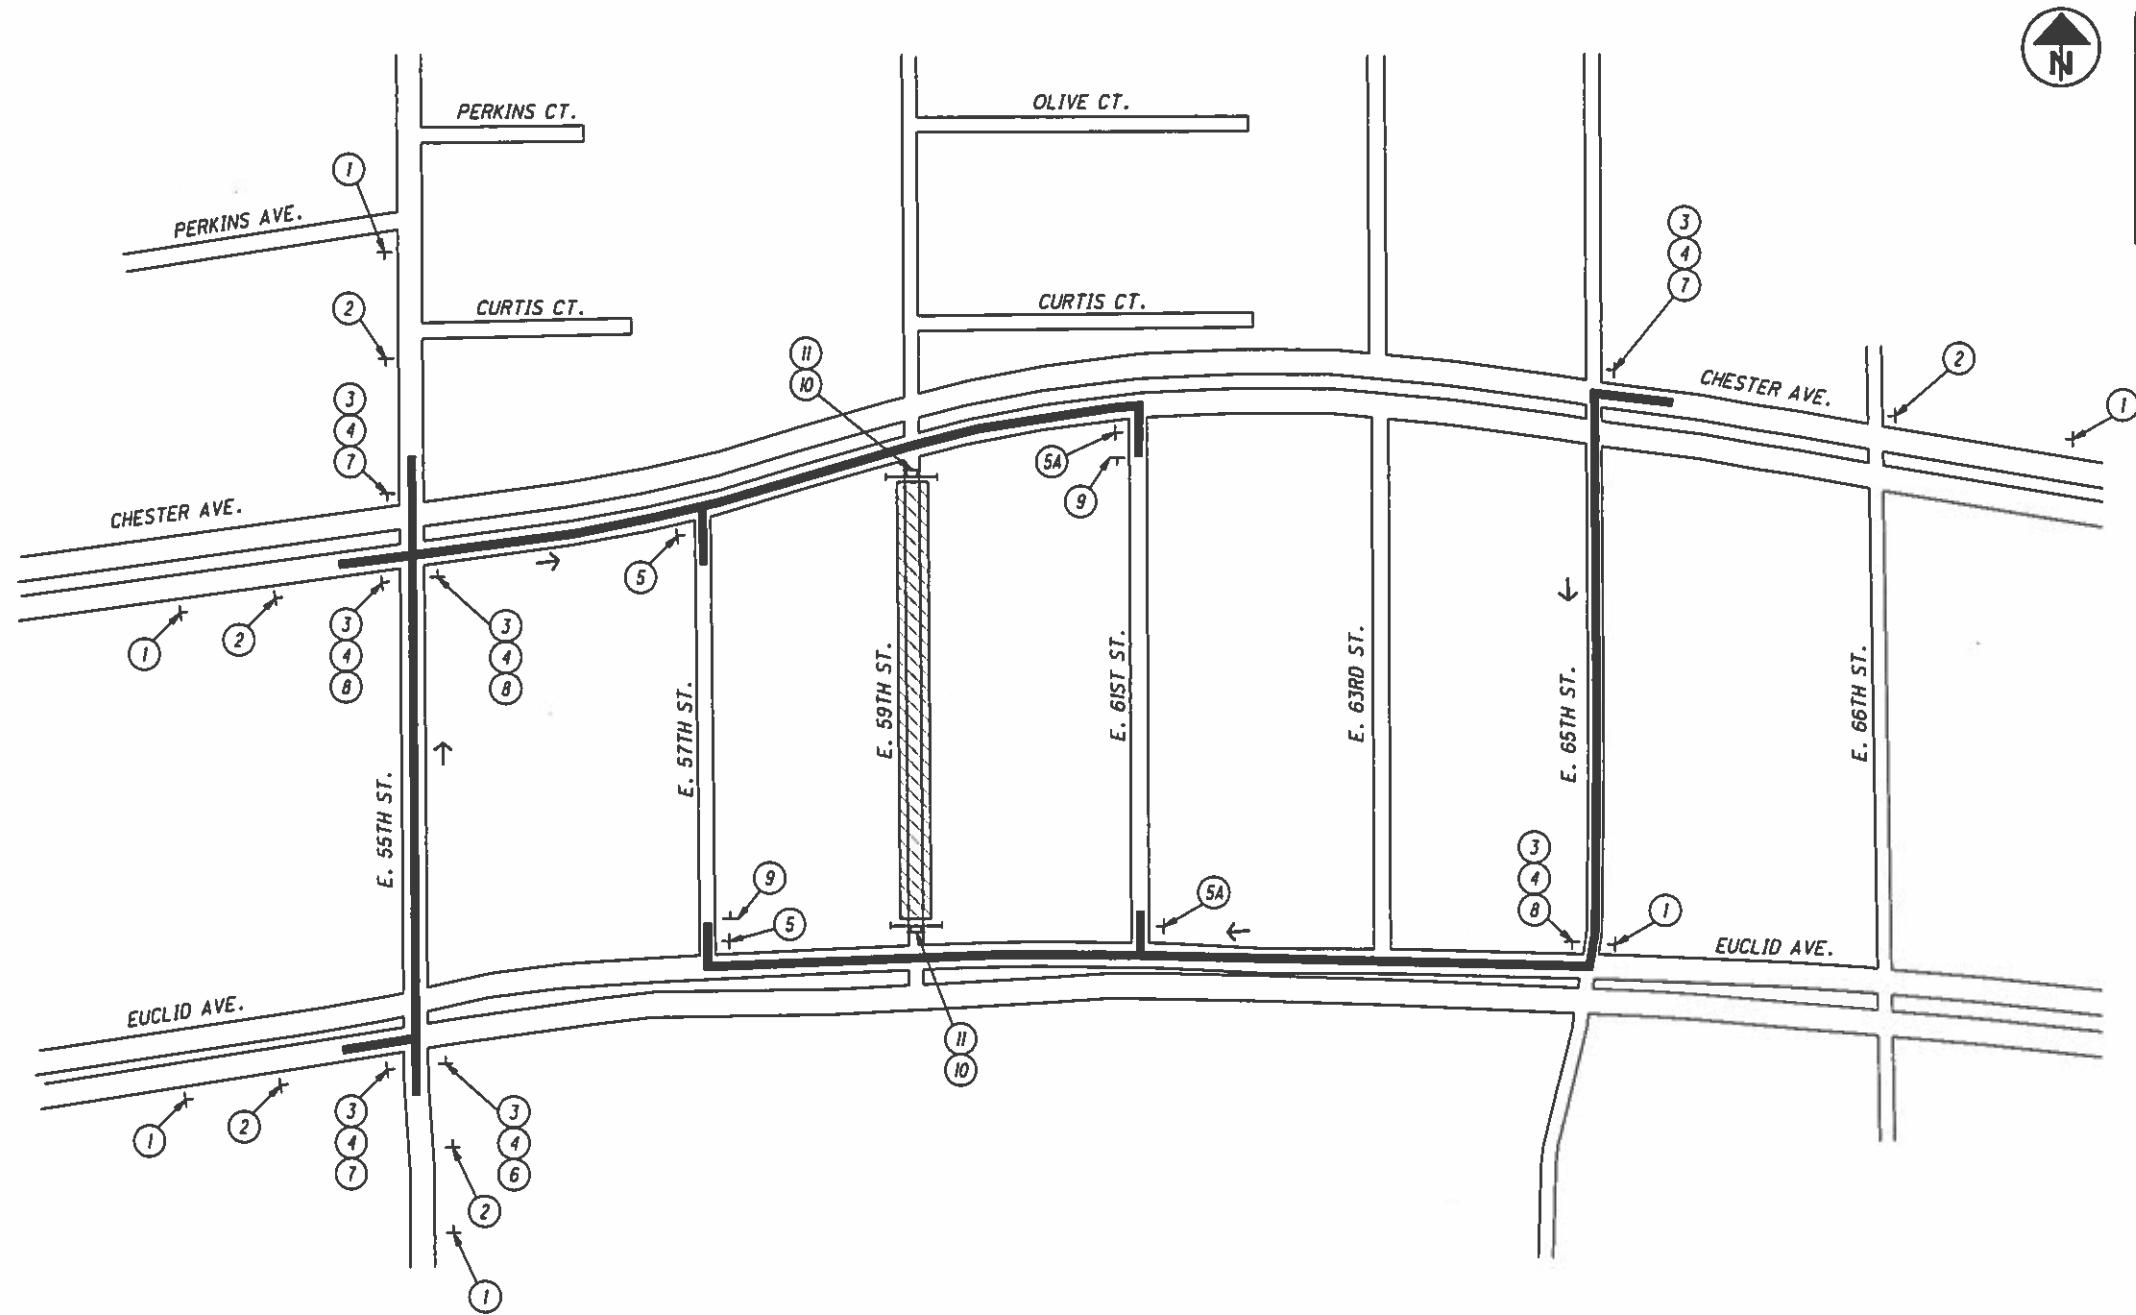 N
PERKINS CT.
OLIVE CT.
1
PERKINS AVE.
3
4
7
2
CURTIS CT.
CURTIS CT.
11
10
2
CHESTER AVE.
1
3
4
7
5A
9
CHESTER AVE.
5
1
2
3
4
8
3
4
8
E. 55TH ST.
E. 57TH ST.
E. 59TH ST.
E. 61ST ST.
E. 63RD ST.
E. 65TH ST.
E. 66TH ST.
9
5
5A
3
4
8
1
EUCLID AVE.
EUCLID AVE.
11
10
1
2
3
4
7
3
4
6
2
1